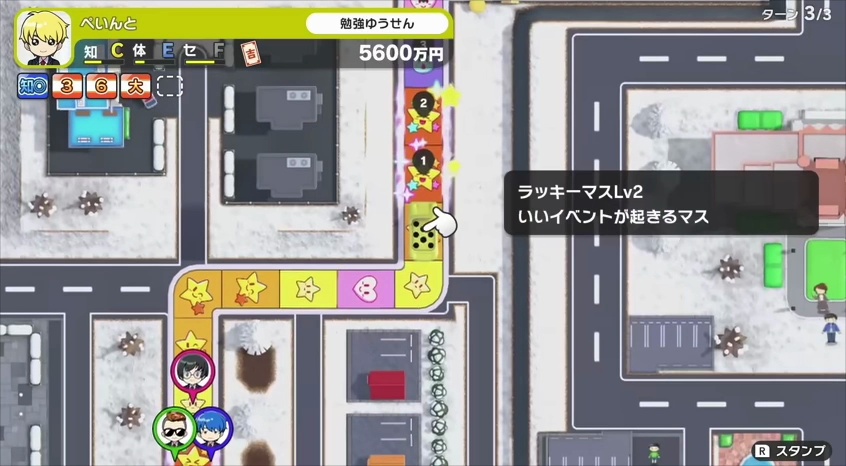 ぺいんと
勉強ゆうせん
ターン 3/3
知 C 体 E セ F 吉
5600万円
知 3 6 大
2
1
ラッキーマスLv2
いいイベントが起きるマス
R スタンプ